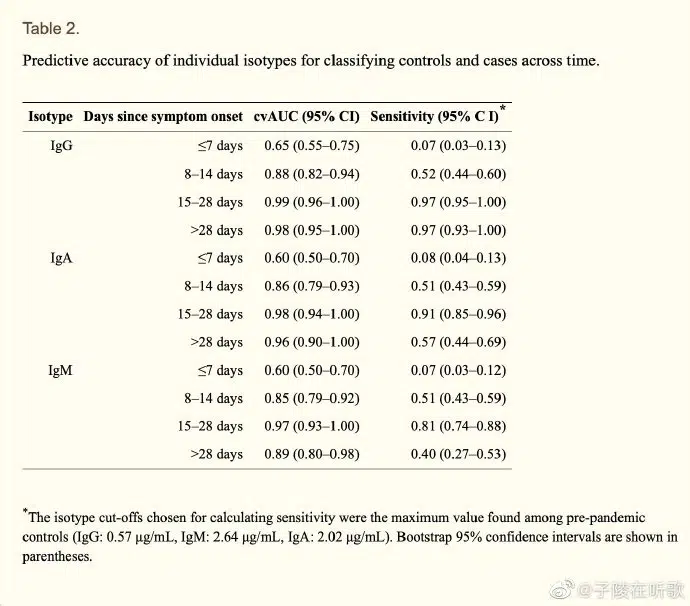 Table 2.
Predictive accuracy of individual isotypes for classifying controls and cases across time.
Isotype Days since symptom onset cvAUC (95% CI) Sensitivity (95% C I)*
IgG ≤7 days 0.65 (0.55–0.75) 0.07 (0.03–0.13)
8–14 days 0.88 (0.82–0.94) 0.52 (0.44–0.60)
15–28 days 0.99 (0.96–1.00) 0.97 (0.95–1.00)
>28 days 0.98 (0.95–1.00) 0.97 (0.93–1.00)
IgA ≤7 days 0.60 (0.50–0.70) 0.08 (0.04–0.13)
8–14 days 0.86 (0.79–0.93) 0.51 (0.43–0.59)
15–28 days 0.98 (0.94–1.00) 0.91 (0.85–0.96)
>28 days 0.96 (0.90–1.00) 0.57 (0.44–0.69)
IgM ≤7 days 0.60 (0.50–0.70) 0.07 (0.03–0.12)
8–14 days 0.85 (0.79–0.92) 0.51 (0.43–0.59)
15–28 days 0.97 (0.93–1.00) 0.81 (0.74–0.88)
>28 days 0.89 (0.80–0.98) 0.40 (0.27–0.53)
*The isotype cut-offs chosen for calculating sensitivity were the maximum value found among pre-pandemic
controls (IgG: 0.57 μg/mL, IgM: 2.64 μg/mL, IgA: 2.02 μg/mL). Bootstrap 95% confidence intervals are shown in
parentheses.
@子陵在听歌